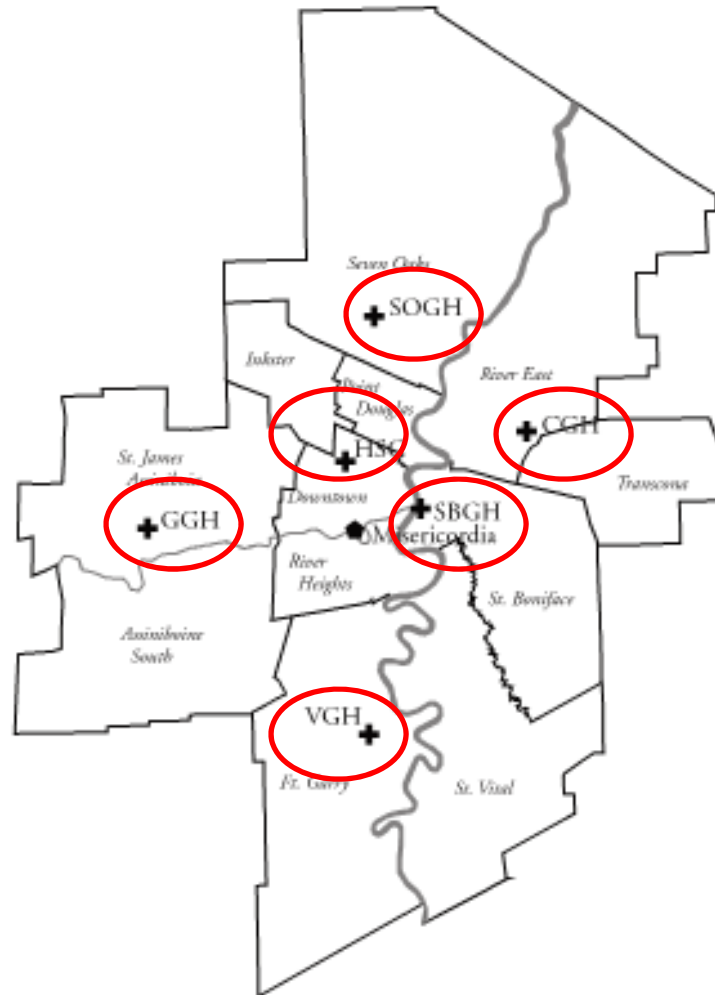 Seven Oaks
SOGH
Inkster
Point
Douglas
River East
CGH
HSC
St. James
Assiniboia
Downtown
Transcona
GGH
SBGH
Misericordia
River
Heights
St. Boniface
Assiniboine
South
VGH
Ft. Garry
St. Vital